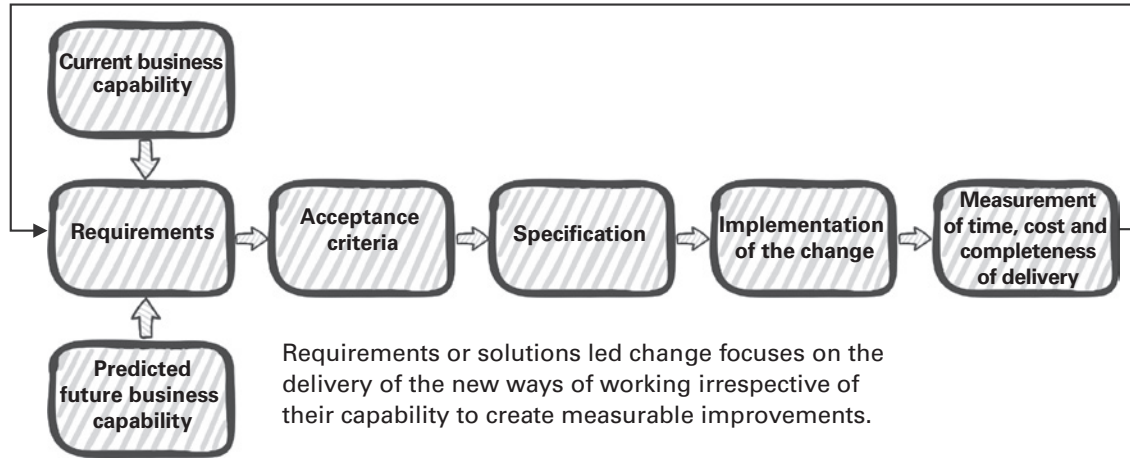 Current business
capability
Requirements
Acceptance
criteria
Specification
Implementation
of the change
Measurement
of time, cost and
completeness
of delivery
Predicted
future business
capability
Requirements or solutions led change focuses on the
delivery of the new ways of working irrespective of
their capability to create measurable improvements.